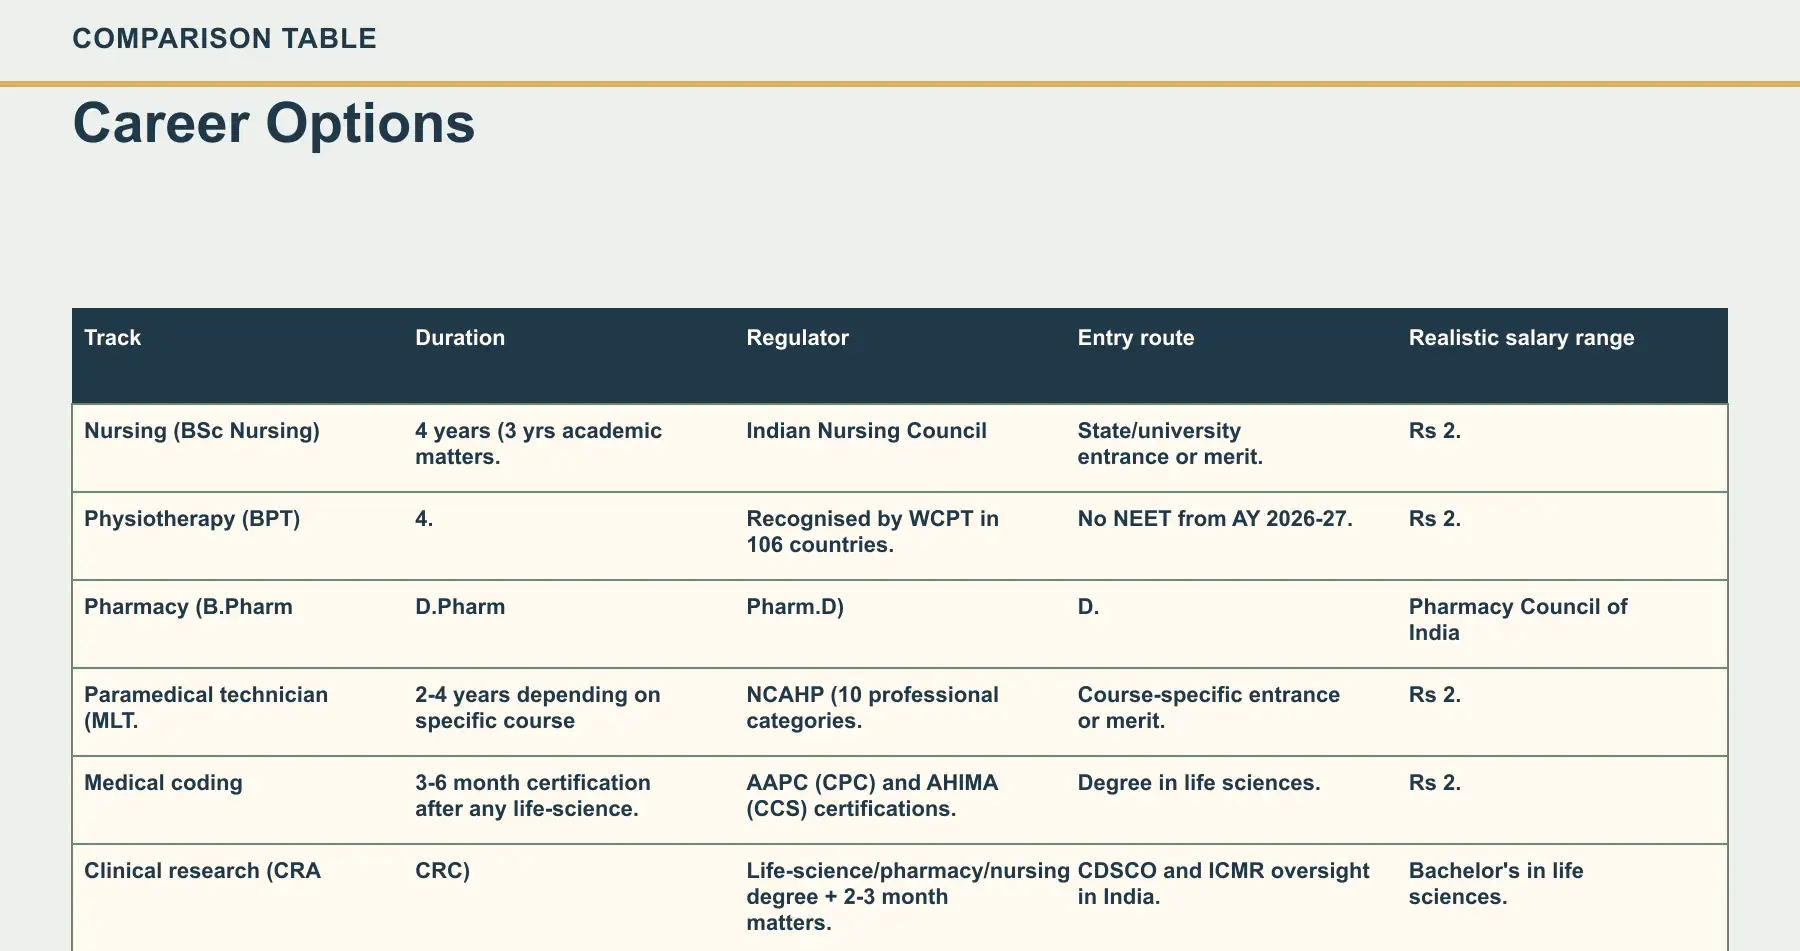 COMPARISON TABLE
Career Options
Track Duration Regulator Entry route Realistic salary range
Nursing (BSc Nursing) 4 years (3 yrs academic Indian Nursing Council State/university Rs 2.
matters. entrance or merit.
Physiotherapy (BPT) 4. Recognised by WCPT in No NEET from AY 2026-27. Rs 2.
106 countries.
Pharmacy (B.Pharm D.Pharm Pharm.D) D. Pharmacy Council of
India
Paramedical technician 2-4 years depending on NCAHP (10 professional Course-specific entrance Rs 2.
(MLT. specific course categories. or merit.
Medical coding 3-6 month certification AAPC (CPC) and AHIMA Degree in life sciences. Rs 2.
after any life-science. (CCS) certifications.
Clinical research (CRA CRC) Life-science/pharmacy/nursing CDSCO and ICMR oversight Bachelor's in life
degree + 2-3 month in India. sciences.
matters.